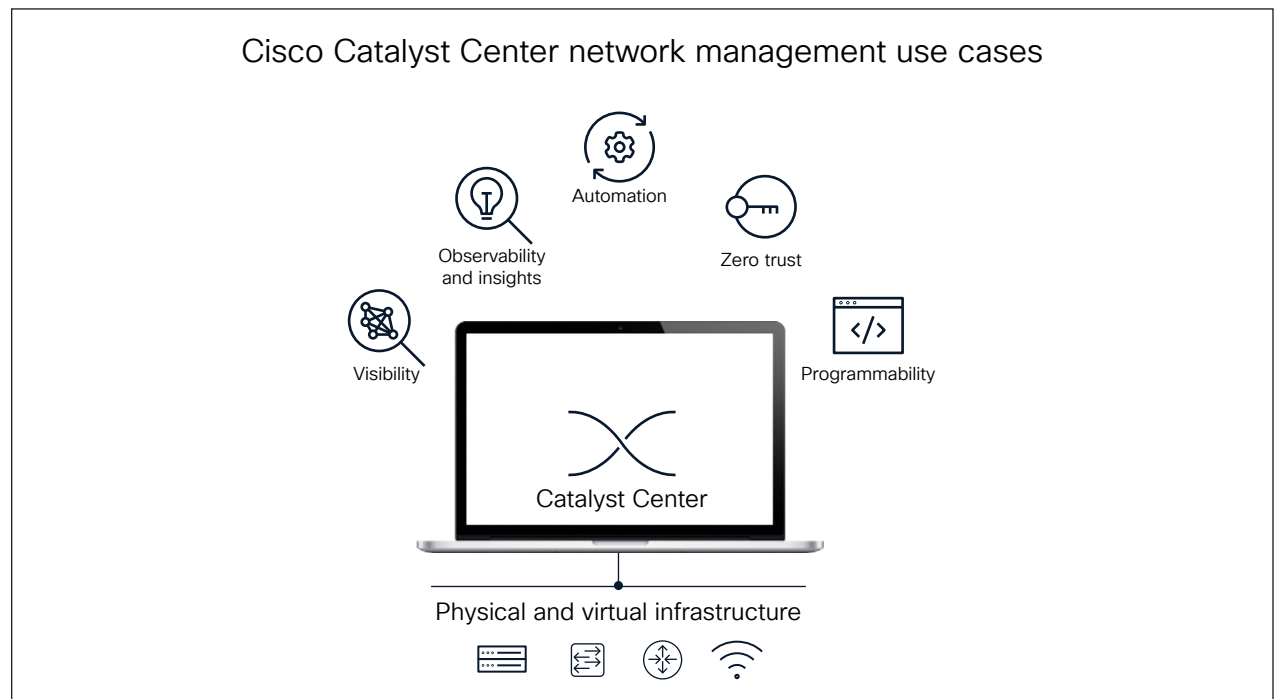 Cisco Catalyst Center network management use cases
Automation
Observability
and insights
Zero trust
Visibility
</>
Programmability
Catalyst Center
Physical and virtual infrastructure